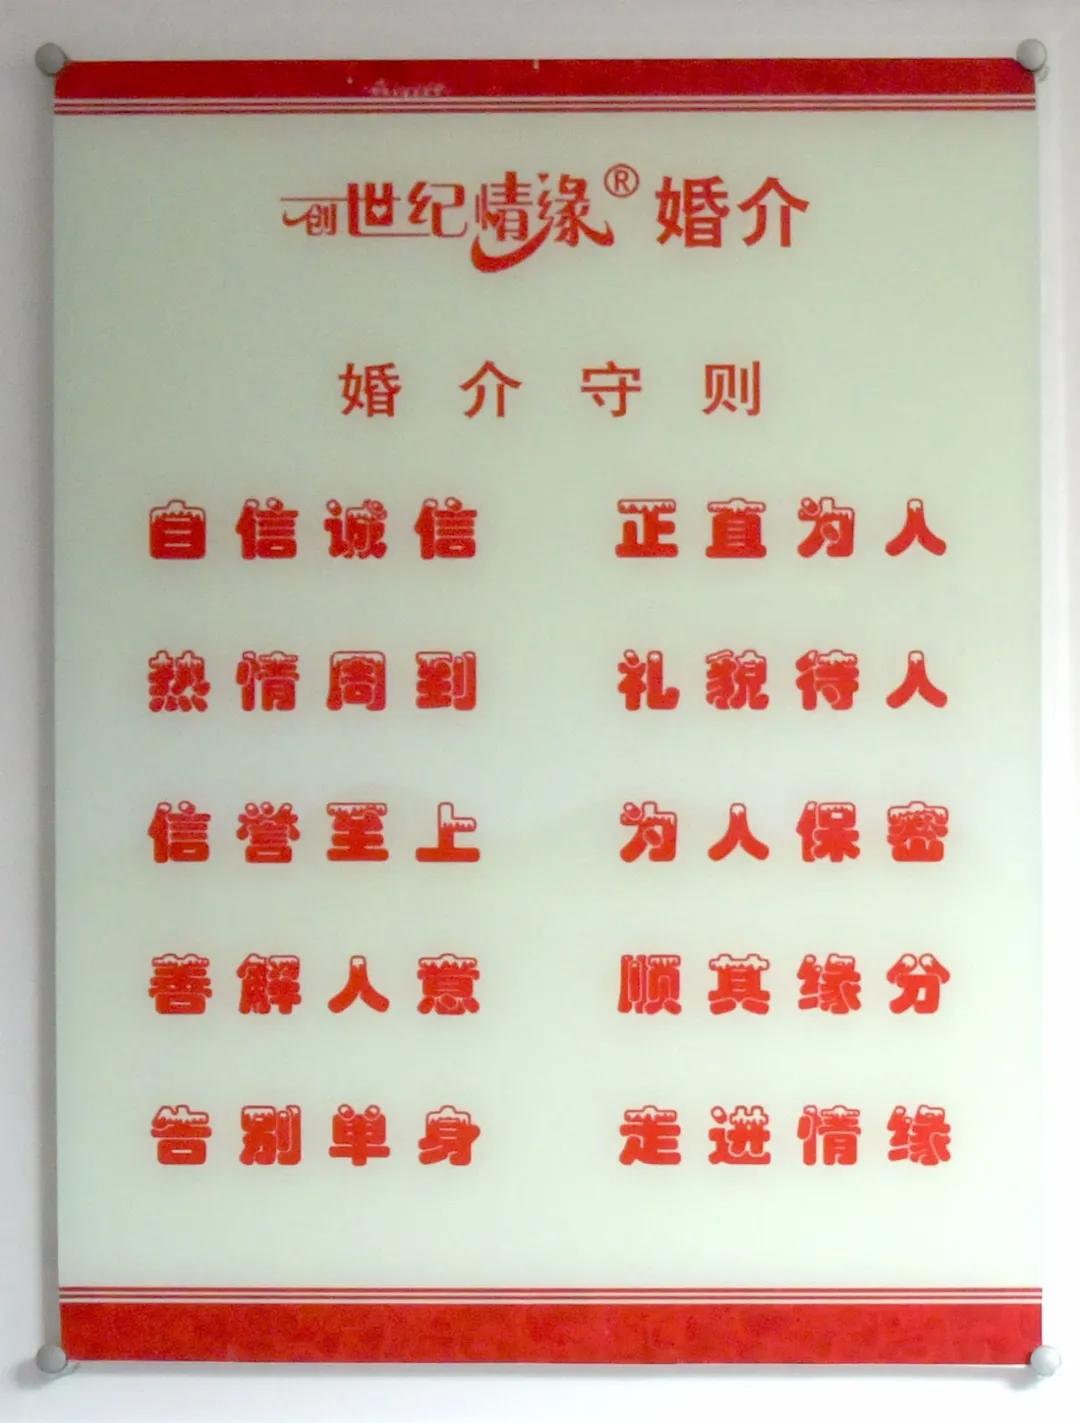 创世纪情缘®婚介
婚介守则
自信诚信 正直为人
热情周到 礼貌待人
信誉至上 为人保密
善解人意 顺其缘分
告别单身 走进情缘